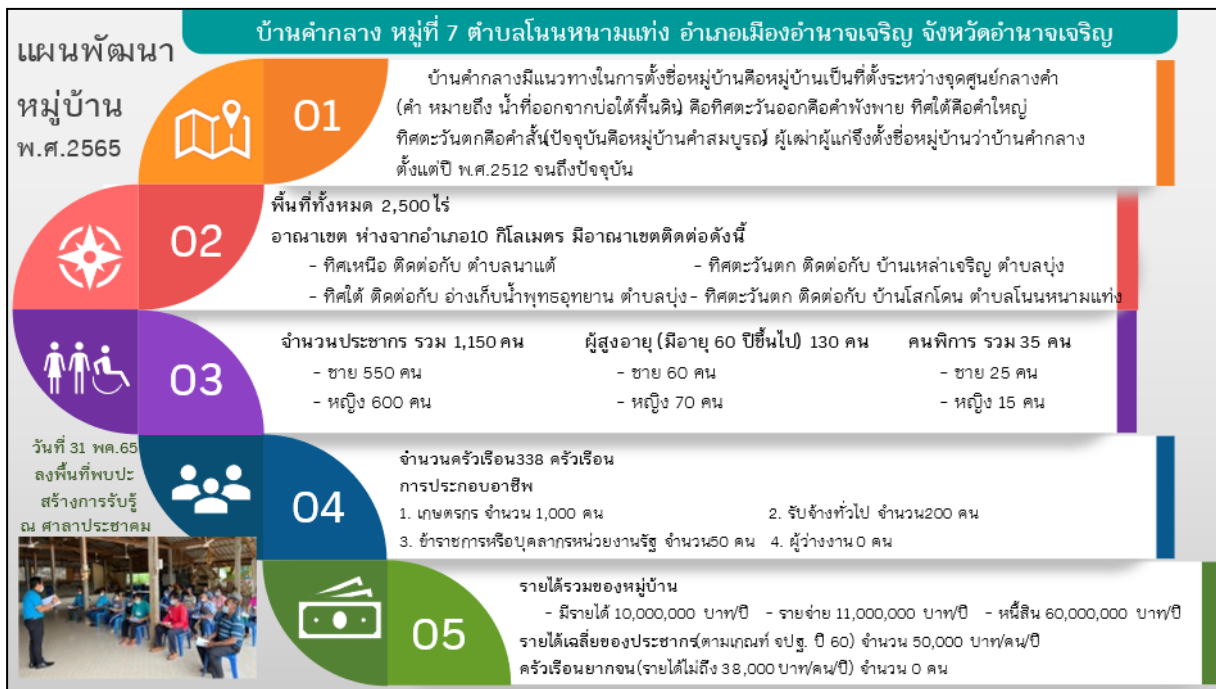 แผนพัฒนา
หมู่บ้าน
พ.ศ.2565
บ้านคำกลาง หมู่ที่ 7 ตำบลโนนหนามแท่ง อำเภอเมืองอำนาจเจริญ จังหวัดอำนาจเจริญ
01
บ้านคำกลางมีแนวทางในการตั้งชื่อหมู่บ้านคือหมู่บ้านเป็นที่ตั้งระหว่างจุดศูนย์กลางคำ
(คำ หมายถึง น้ำที่ออกจากบ่อใต้พื้นดิน) คือทิศตะวันออกคือคำพังพาย ทิศใต้คือคำใหญ่
ทิศตะวันตกคือคำสั้น(ปัจจุบันคือหมู่บ้านคำสมบูรณ์) ผู้เฒ่าผู้แก่จึงตั้งชื่อหมู่บ้านว่าบ้านคำกลาง
ตั้งแต่ปี พ.ศ.2512 จนถึงปัจจุบัน
02
พื้นที่ทั้งหมด 2,500 ไร่
อาณาเขต ห่างจากอำเภอ10 กิโลเมตร มีอาณาเขตติดต่อดังนี้
- ทิศเหนือ ติดต่อกับ ตำบลนาแต้ - ทิศตะวันตก ติดต่อกับ บ้านเหล่าเจริญ ตำบลบุ่ง
- ทิศใต้ ติดต่อกับ อ่างเก็บน้ำพุทธอุทยาน ตำบลบุ่ง - ทิศตะวันตก ติดต่อกับ บ้านโสกโดน ตำบลโนนหนามแท่ง
03
จำนวนประชากร รวม 1,150 คน ผู้สูงอายุ (มีอายุ 60 ปีขึ้นไป) 130 คน คนพิการ รวม 35 คน
- ชาย 550 คน - ชาย 60 คน - ชาย 25 คน
- หญิง 600 คน - หญิง 70 คน - หญิง 15 คน
วันที่ 31 พค.65
ลงพื้นที่พบปะ
สร้างการรับรู้
ณ ศาลาประชาคม
04
จำนวนครัวเรือน338 ครัวเรือน
การประกอบอาชีพ
1. เกษตรกร จำนวน 1,000 คน 2. รับจ้างทั่วไป จำนวน200 คน
3. ข้าราชการหรือบุคลากรหน่วยงานรัฐ จำนวน50 คน 4. ผู้ว่างงาน 0 คน
05
รายได้รวมของหมู่บ้าน
- มีรายได้ 10,000,000 บาท/ปี - รายจ่าย 11,000,000 บาท/ปี - หนี้สิน 60,000,000 บาท/ปี
รายได้เฉลี่ยของประชากร(ตามเกณฑ์ จปฐ. ปี 60) จำนวน 50,000 บาท/คน/ปี
ครัวเรือนยากจน(รายได้ไม่ถึง 38,000 บาท/คน/ปี) จำนวน 0 คน